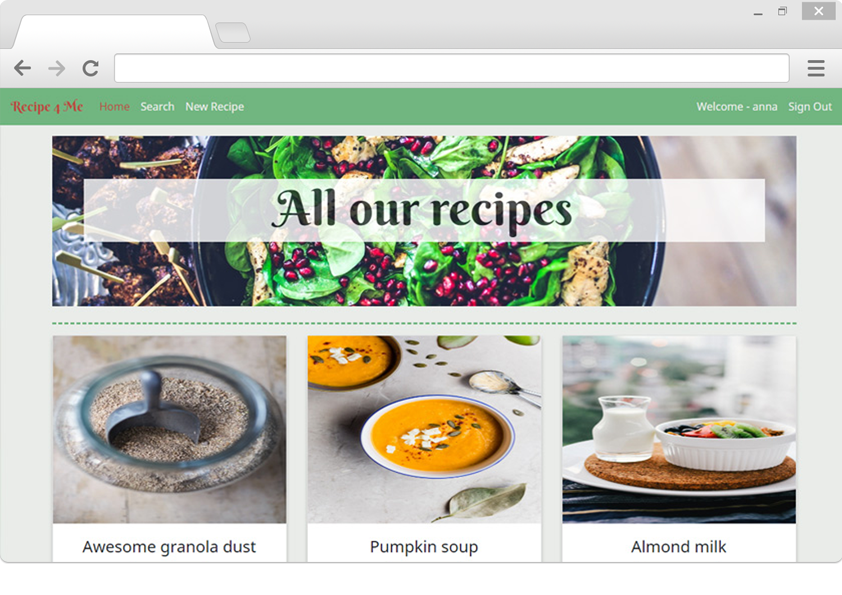 Recipe 4 Me Home Search New Recipe Welcome - anna Sign Out
All our recipes
Awesome granola dust Pumpkin soup Almond milk